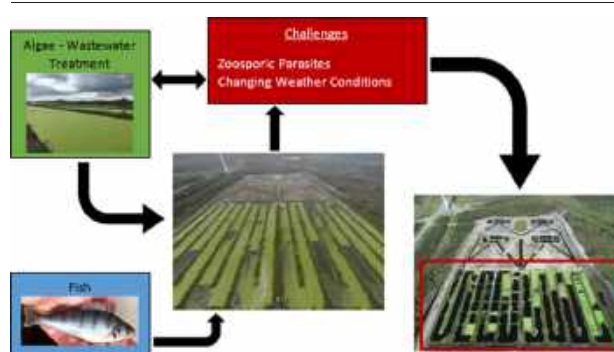 Algae - Wastewater
Treatment
Challenges
Zoosporic Parasites
Changing Weather Conditions
Fish